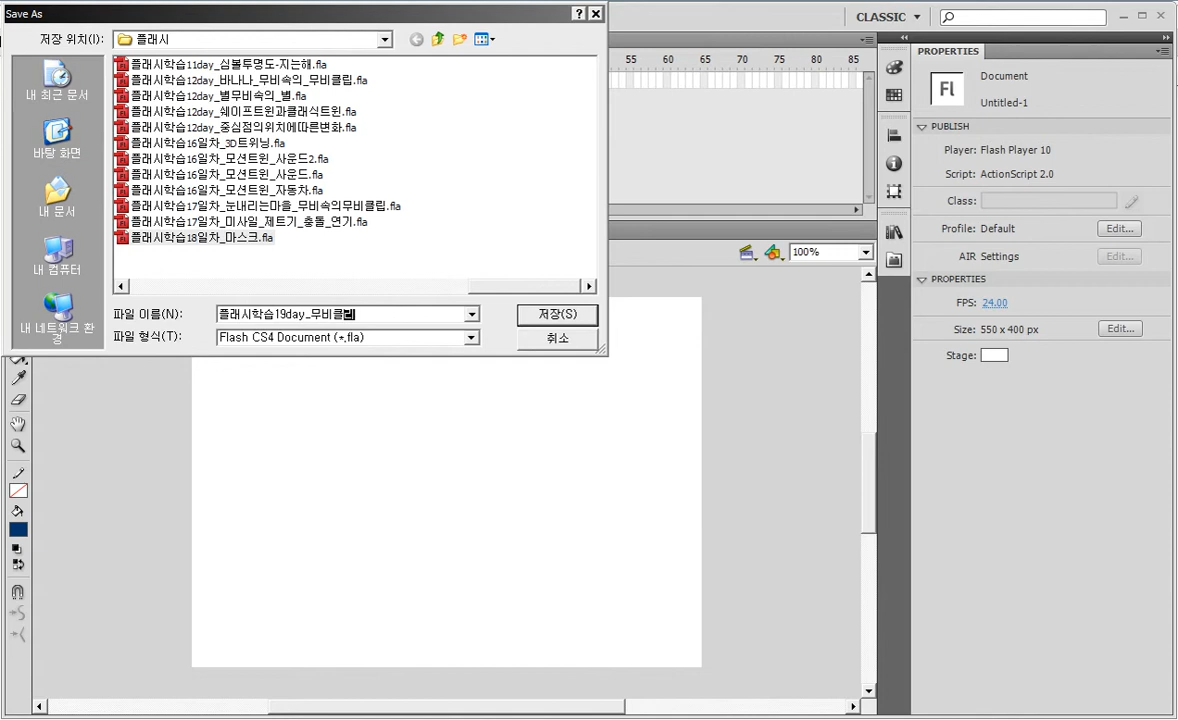 Save As
CLASSIC
저장 위치(I): 플래시
내 최근 문서
바탕 화면
내 문서
내 컴퓨터
내 네트워크 환경
플래시학습11day_심볼투명도-지는해.fla
플래시학습12day_바나나_무비속의_무비클립.fla
플래시학습12day_별무비속의_별.fla
플래시학습12day_쉐이프트윈과클래식트윈.fla
플래시학습12day_중심점의위치에따른변화.fla
플래시학습16일차_3D트위닝.fla
플래시학습16일차_모션트윈_사운드2.fla
플래시학습16일차_모션트윈_사운드.fla
플래시학습16일차_모션트윈_자동차.fla
플래시학습17일차_눈내리는마을_무비속의무비클립.fla
플래시학습17일차_미사일_제트기_충돌_연기.fla
플래시학습18일차_마스크.fla
파일 이름(N): 플래시학습19day_무비클립
저장(S)
파일 형식(T): Flash CS4 Document (*.fla)
취소
55 60 65 70 75 80 85
100%
PROPERTIES
Fl
Document
Untitled-1
PUBLISH
Player: Flash Player 10
Script: ActionScript 2.0
Class:
Profile: Default Edit...
AIR Settings Edit...
PROPERTIES
FPS: 24.00
Size: 550 x 400 px Edit...
Stage: